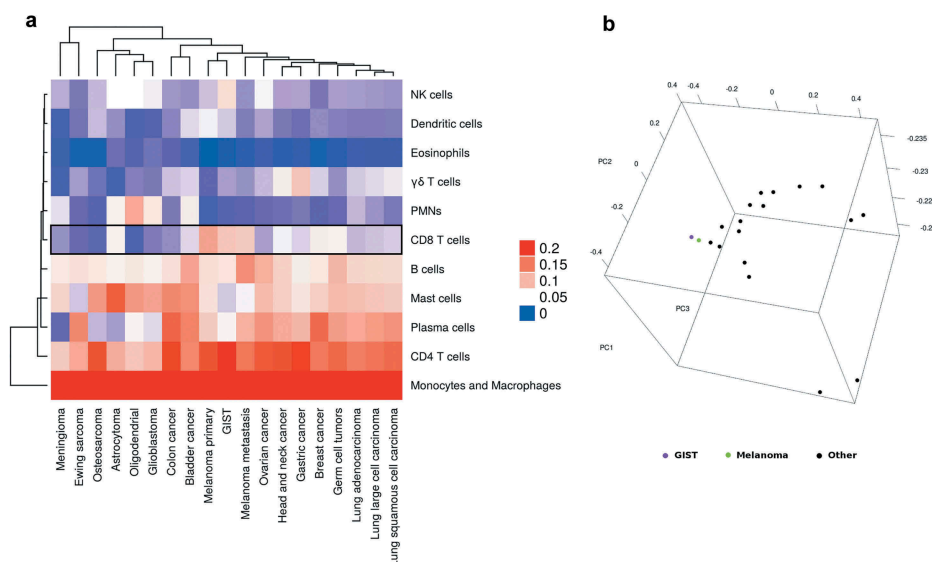 a
NK cells
Dendritic cells
Eosinophils
γδ T cells
PMNs
CD8 T cells
B cells
Mast cells
Plasma cells
CD4 T cells
Monocytes and Macrophages
0.2
0.15
0.1
0.05
0
Meningioma
Ewing sarcoma
Osteosarcoma
Astrocytoma
Oligodendrial
Glioblastoma
Colon cancer
Bladder cancer
Melanoma primary
GIST
Melanoma metastasis
Ovarian cancer
Head and neck cancer
Gastric cancer
Breast cancer
Germ cell tumors
Lung adenocarcinoma
Lung large cell carcinoma
Lung squamous cell carcinoma
b
0.4
-0.4
-0.2
0
0.2
0.4
0.2
0
-0.2
-0.4
-0.235
-0.23
-0.22
PC2
PC3
PC1
GIST
Melanoma
Other